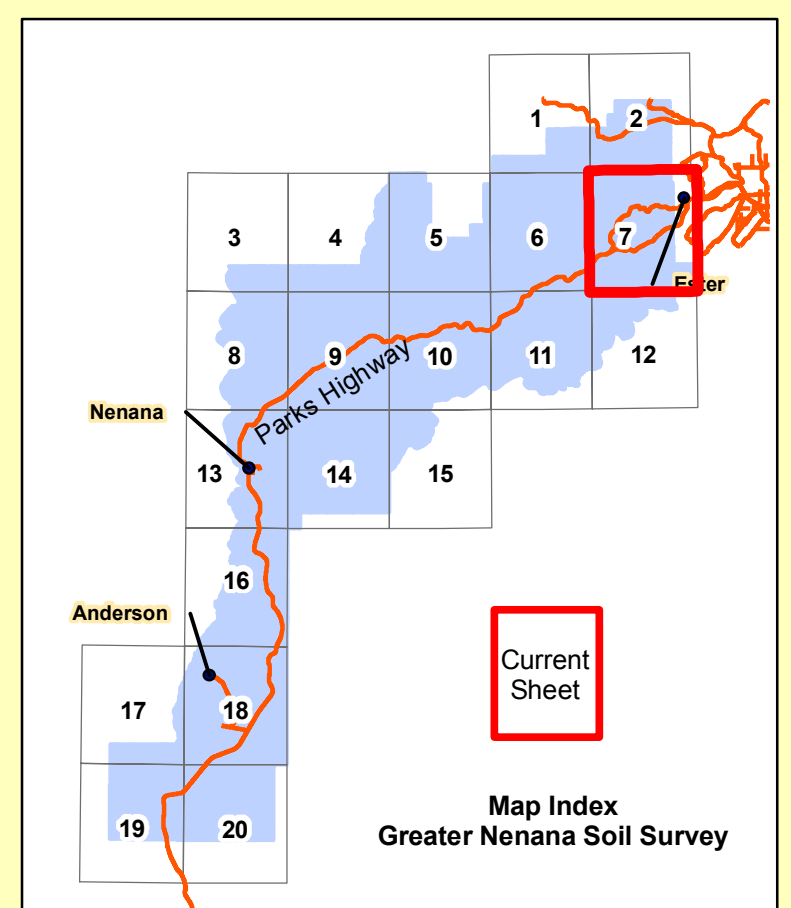 1
2
3
4
5
6
7
Ester
8
9
10
11
12
Parks Highway
Nenana
13
14
15
16
Anderson
17
18
Current
Sheet
19
20
Map Index
Greater Nenana Soil Survey